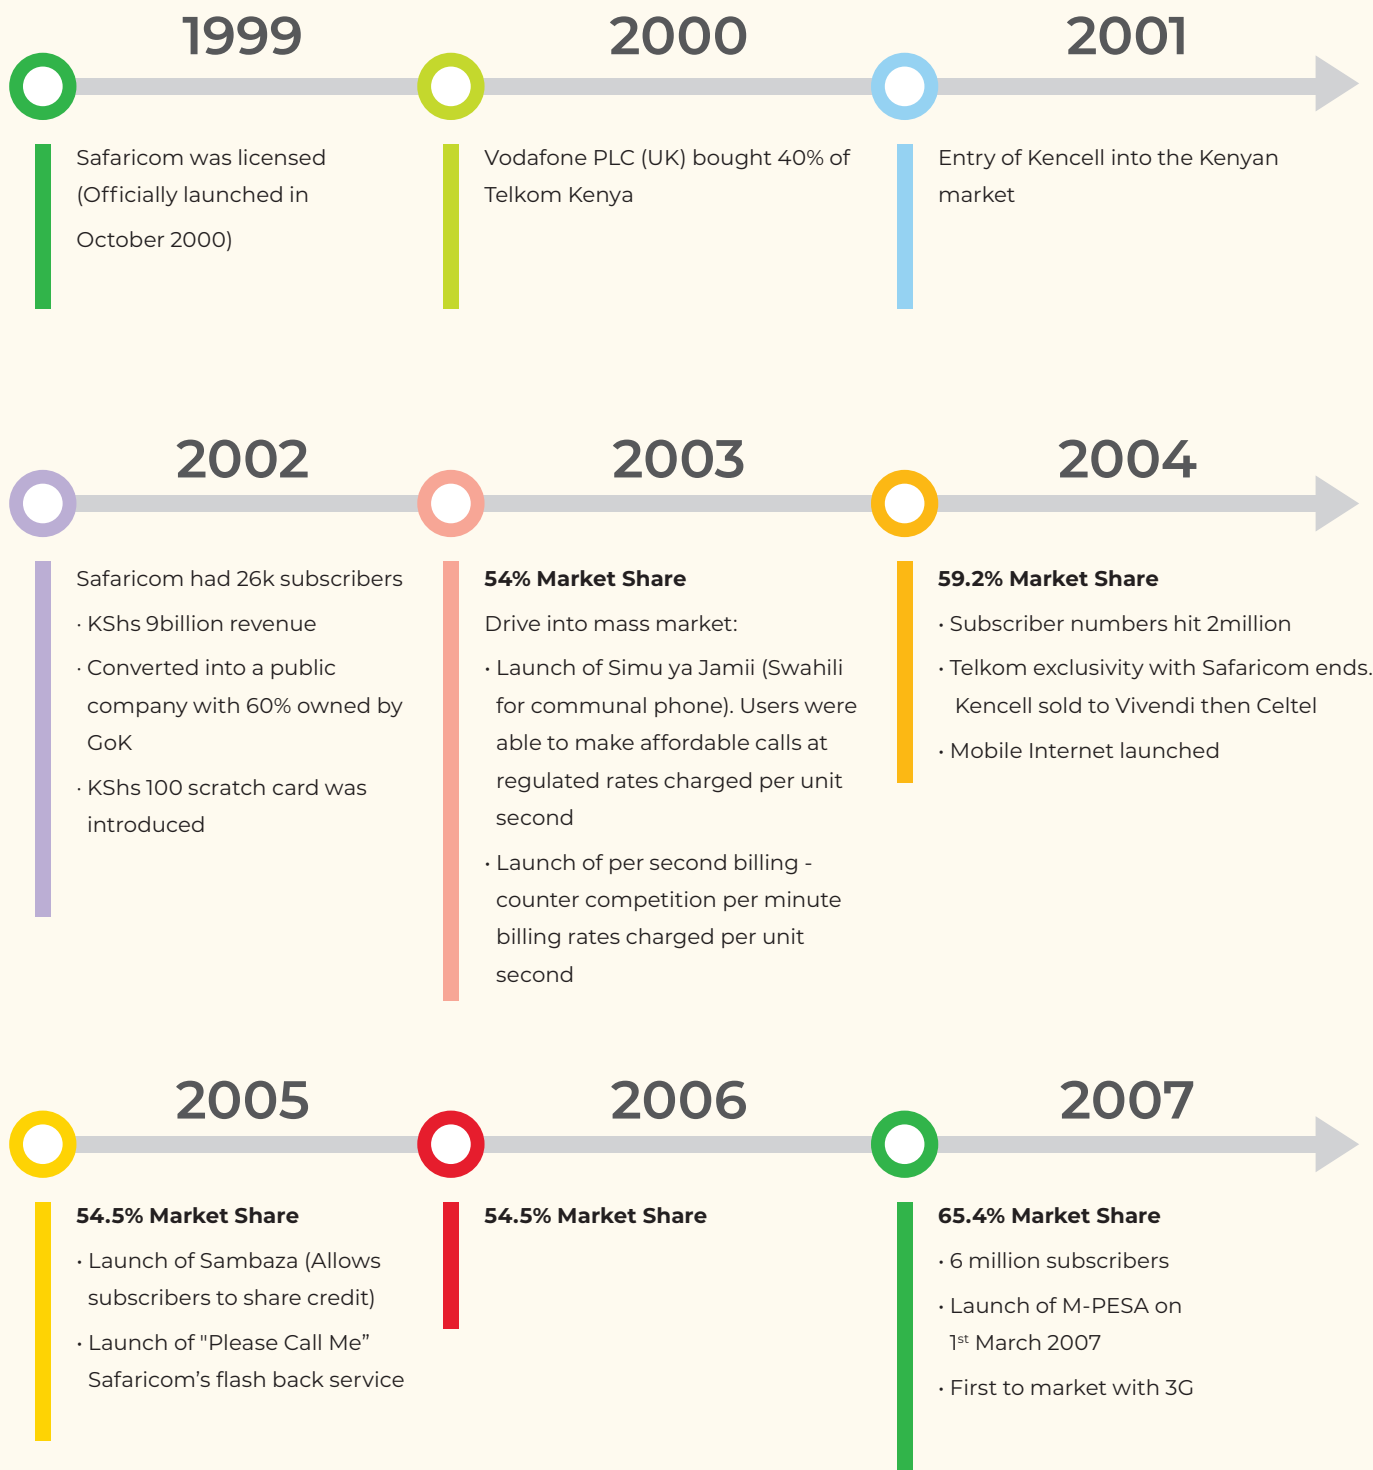 1999
Safaricom was licensed
(Officially launched in
October 2000)
2000
Vodafone PLC (UK) bought 40% of
Telkom Kenya
2001
Entry of Kencell into the Kenyan
market
2002
Safaricom had 26k subscribers
· KShs 9billion revenue
· Converted into a public
company with 60% owned by
GoK
· KShs 100 scratch card was
introduced
2003
54% Market Share
Drive into mass market:
· Launch of Simu ya Jamii (Swahili
for communal phone). Users were
able to make affordable calls at
regulated rates charged per unit
second
· Launch of per second billing -
counter competition per minute
billing rates charged per unit
second
2004
59.2% Market Share
· Subscriber numbers hit 2million
· Telkom exclusivity with Safaricom ends.
Kencell sold to Vivendi then Celtel
· Mobile Internet launched
2005
54.5% Market Share
· Launch of Sambaza (Allows
subscribers to share credit)
· Launch of "Please Call Me”
Safaricom’s flash back service
2006
54.5% Market Share
2007
65.4% Market Share
· 6 million subscribers
· Launch of M-PESA on
1st March 2007
· First to market with 3G